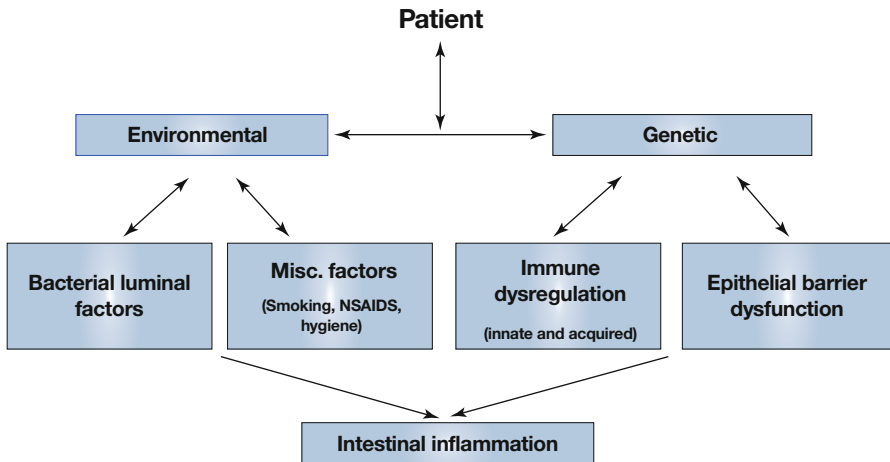 Patient
Environmental
Genetic
Bacterial luminal
factors
Misc. factors
(Smoking, NSAIDS,
hygiene)
Immune
dysregulation
(innate and acquired)
Epithelial barrier
dysfunction
Intestinal inflammation